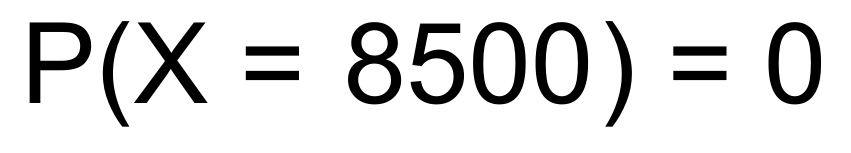 P(X = 8500) = 0